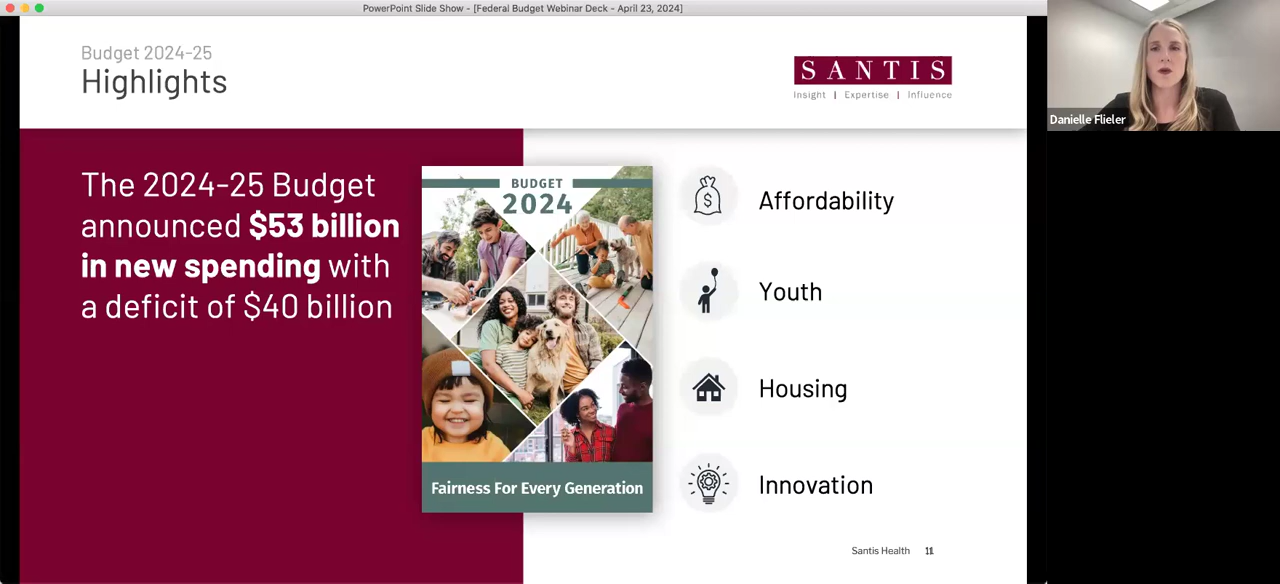 PowerPoint Slide Show - [Federal Budget Webinar Deck - April 23, 2024]
Budget 2024-25
Highlights
SANTIS
Insight | Expertise | Influence
Danielle Flieler
The 2024-25 Budget
announced $53 billion
in new spending with
a deficit of $40 billion
BUDGET
2024
Fairness For Every Generation
Affordability
Youth
Housing
Innovation
Santis Health 11